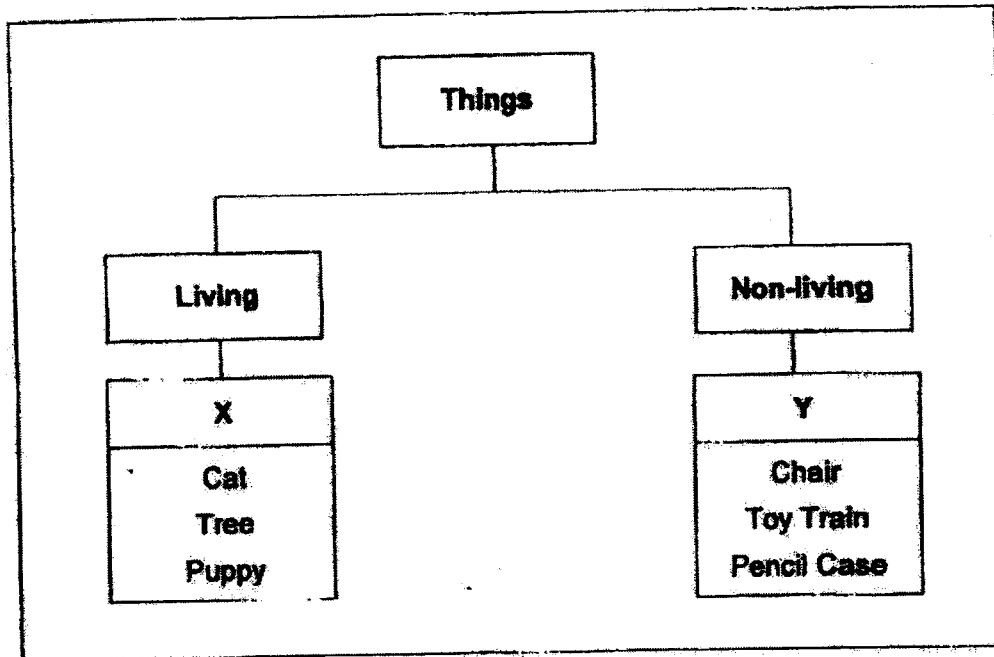 Things
Living
Non-living
X
Cat
Tree
Puppy
Y
Chair
Toy Train
Pencil Case